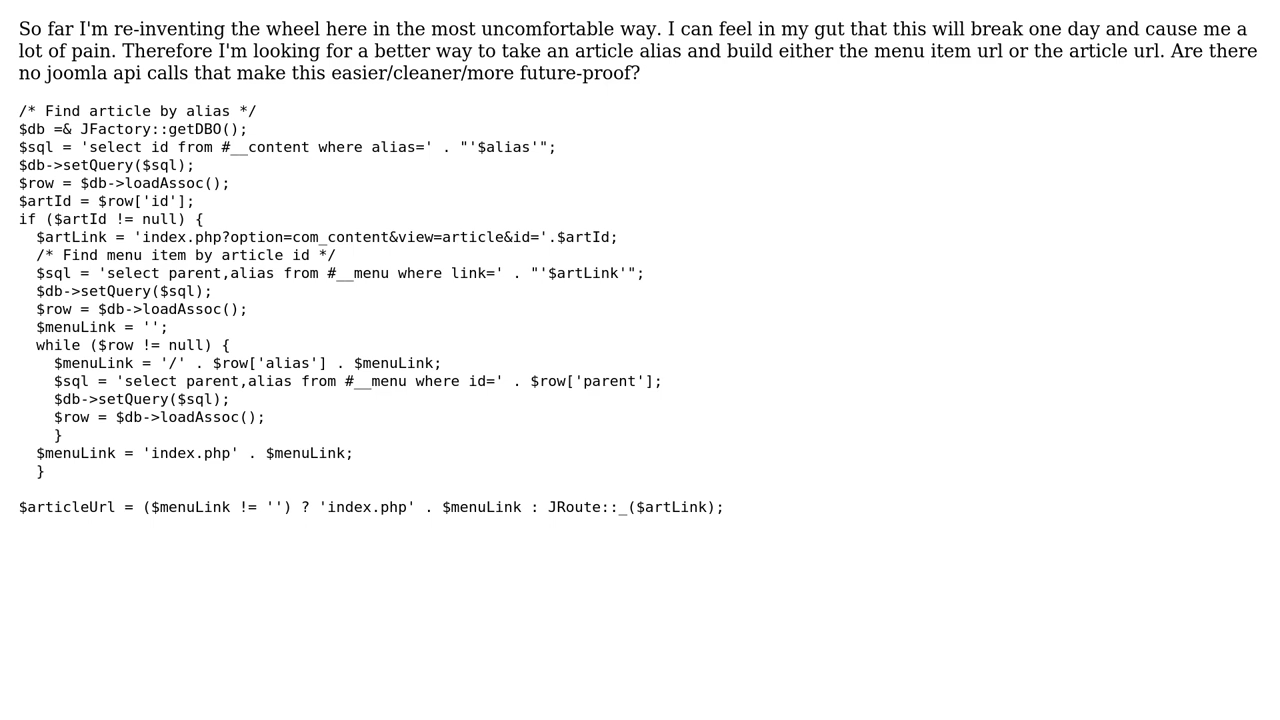 So far I'm re-inventing the wheel here in the most uncomfortable way. I can feel in my gut that this will break one day and cause me a
lot of pain. Therefore I'm looking for a better way to take an article alias and build either the menu item url or the article url. Are there
no joomla api calls that make this easier/cleaner/more future-proof?
/* Find article by alias */
$db =& JFactory::getDBO();
$sql = 'select id from #__content where alias=' . "'$alias'";
$db->setQuery($sql);
$row = $db->loadAssoc();
$artId = $row['id'];
if ($artId != null) {
  $artLink = 'index.php?option=com_content&view=article&id='.$artId;
  /* Find menu item by article id */
  $sql = 'select parent,alias from #__menu where link=' . "'$artLink'";
  $db->setQuery($sql);
  $row = $db->loadAssoc();
  $menuLink = '';
  while ($row != null) {
    $menuLink = '/' . $row['alias'] . $menuLink;
    $sql = 'select parent,alias from #__menu where id=' . $row['parent'];
    $db->setQuery($sql);
    $row = $db->loadAssoc();
    }
  $menuLink = 'index.php' . $menuLink;
  }
$articleUrl = ($menuLink != '') ? 'index.php' . $menuLink : JRoute::_($artLink);